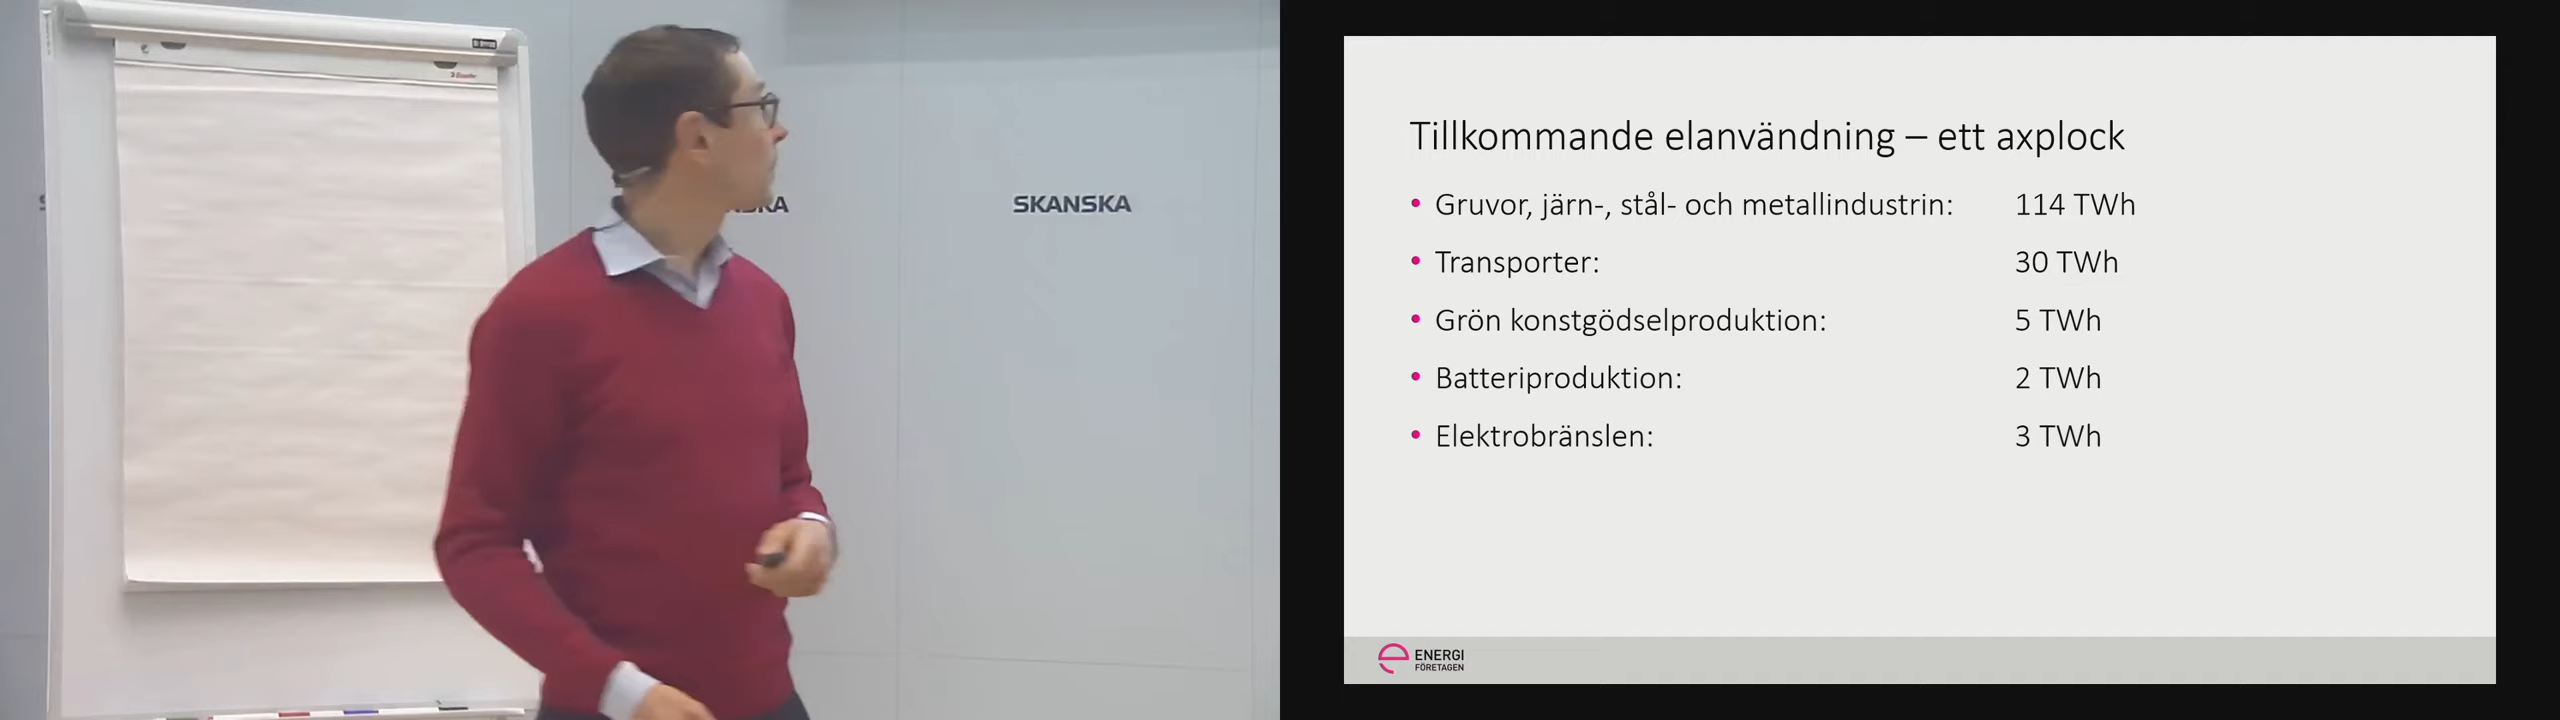 SKANSKA
Tillkommande elanvändning – ett axplock
• Gruvor, järn-, stål- och metallindustrin: 114 TWh
• Transporter: 30 TWh
• Grön konstgödselproduktion: 5 TWh
• Batteriproduktion: 2 TWh
• Elektrobränslen: 3 TWh
ENERGI
FÖRETAGEN